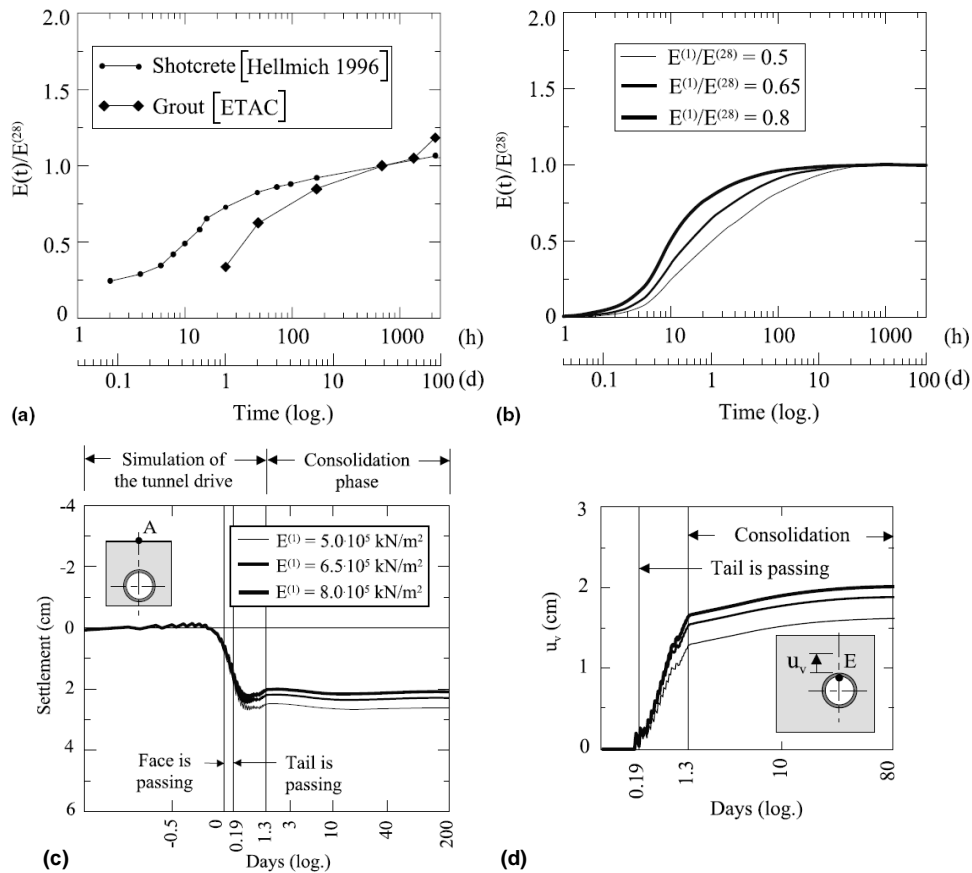 2.0
1.5
1.0
0.5
0
E(t)/E(28)
Shotcrete [Hellmich 1996]
Grout [ETAC]
1 10 100 1000 (h)
0.1 1 10 100 (d)
Time (log.)
(a)
2.0
1.5
1.0
0.5
0
E(t)/E(28)
E(1)/E(28) = 0.5
E(1)/E(28) = 0.65
E(1)/E(28) = 0.8
1 10 100 1000 (h)
0.1 1 10 100 (d)
Time (log.)
(b)
Simulation of
the tunnel drive
Consolidation
phase
-4
-2
0
2
4
6
Settlement (cm)
A
E(1) = 5.0·10⁵ kN/m²
E(1) = 6.5·10⁵ kN/m²
E(1) = 8.0·10⁵ kN/m²
Face is
passing
Tail is
passing
-0.5 0 0.19 1.3 3 10 40 200
Days (log.)
(c)
3
2
1
0
uv (cm)
Consolidation
Tail is passing
uv E
0.19 1.3 10 80
Days (log.)
(d)